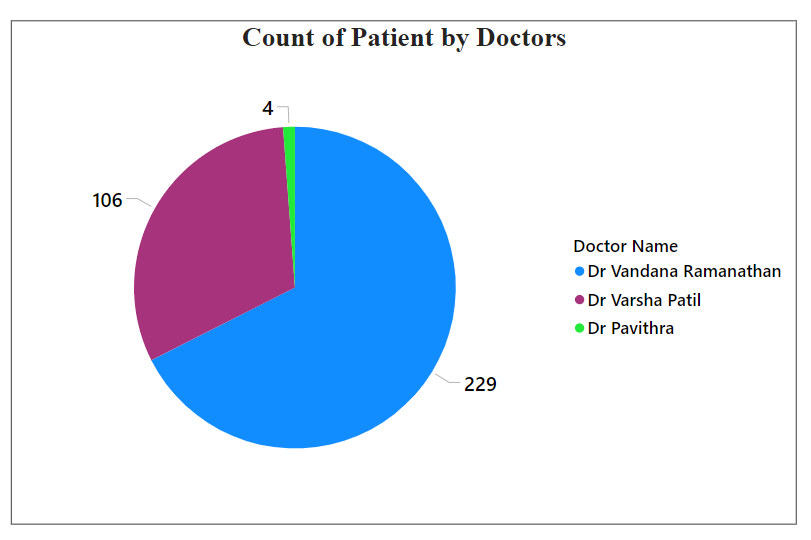 Count of Patient by Doctors
4
106
229
Doctor Name
Dr Vandana Ramanathan
Dr Varsha Patil
Dr Pavithra